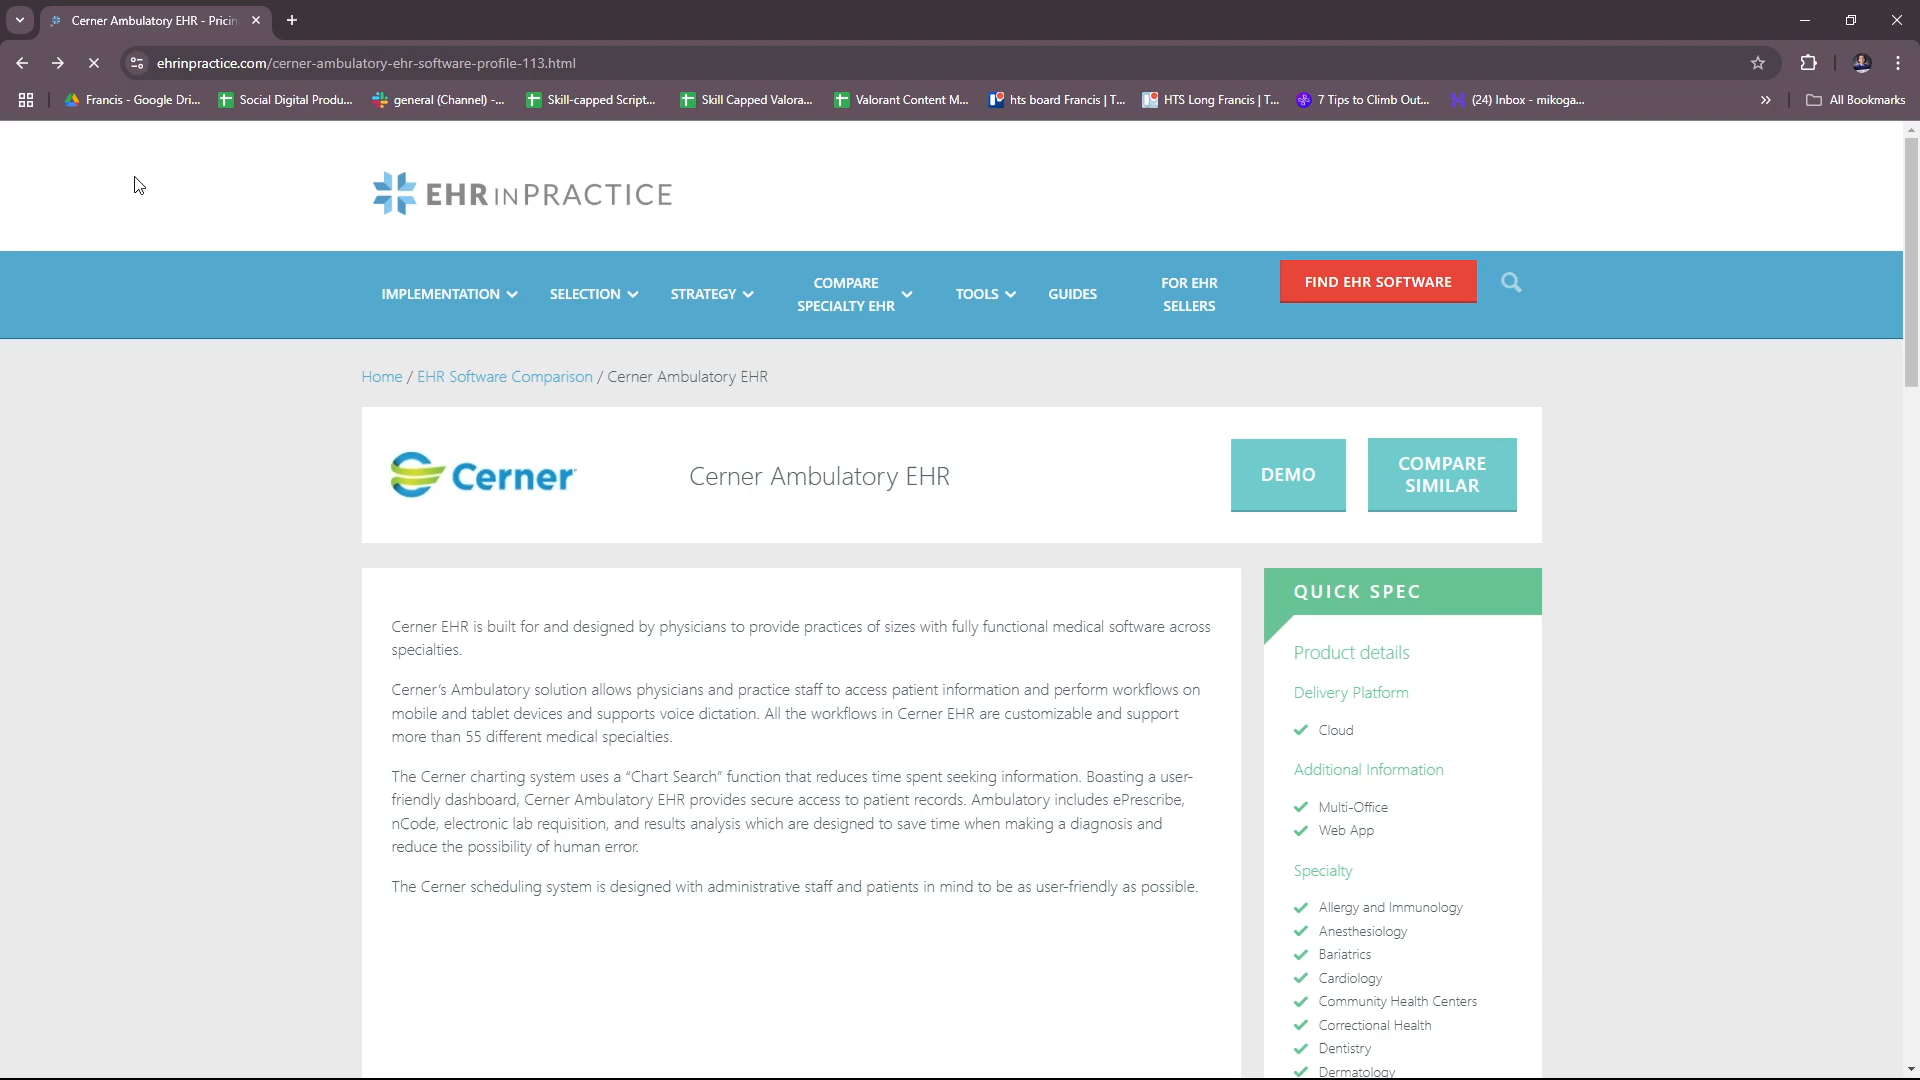 Cerner Ambulatory EHR - Pricin
ehrinpractice.com/cerner-ambulatory-ehr-software-profile-113.html
Francis - Google Dri... Social Digital Produ... general (Channel) -... Skill-capped Script... Skill Capped Valora... Valorant Content M... hts board Francis | T... HTS Long Francis | T... 7 Tips to Climb Out... (24) Inbox - mikoga... » All Bookmarks
EHR IN PRACTICE
IMPLEMENTATION SELECTION STRATEGY COMPARE SPECIALTY EHR TOOLS GUIDES FOR EHR SELLERS FIND EHR SOFTWARE
Home / EHR Software Comparison / Cerner Ambulatory EHR
Cerner
Cerner Ambulatory EHR
DEMO
COMPARE
SIMILAR
Cerner EHR is built for and designed by physicians to provide practices of sizes with fully functional medical software across
specialties.
Cerner's Ambulatory solution allows physicians and practice staff to access patient information and perform workflows on
mobile and tablet devices and supports voice dictation. All the workflows in Cerner EHR are customizable and support
more than 55 different medical specialties.
The Cerner charting system uses a "Chart Search" function that reduces time spent seeking information. Boasting a user-
friendly dashboard, Cerner Ambulatory EHR provides secure access to patient records. Ambulatory includes ePrescribe,
nCode, electronic lab requisition, and results analysis which are designed to save time when making a diagnosis and
reduce the possibility of human error.
The Cerner scheduling system is designed with administrative staff and patients in mind to be as user-friendly as possible.
QUICK SPEC
Product details
Delivery Platform
Cloud
Additional Information
Multi-Office
Web App
Specialty
Allergy and Immunology
Anesthesiology
Bariatrics
Cardiology
Community Health Centers
Correctional Health
Dentistry
Dermatology